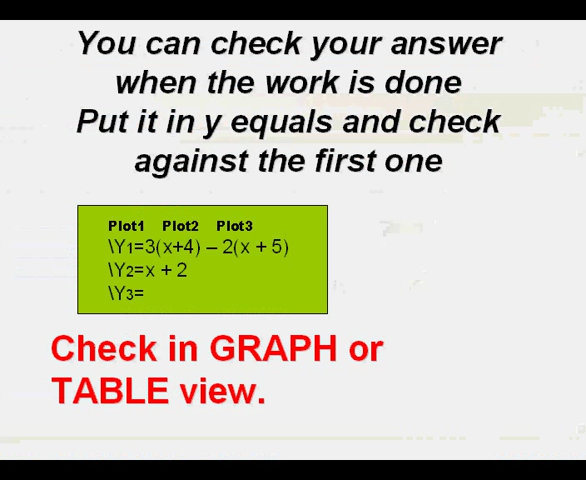 You can check your answer
when the work is done
Put it in y equals and check
against the first one
Plot1 Plot2 Plot3
\Y1=3(x+4) – 2(x + 5)
\Y2=x + 2
\Y3=
Check in GRAPH or
TABLE view.